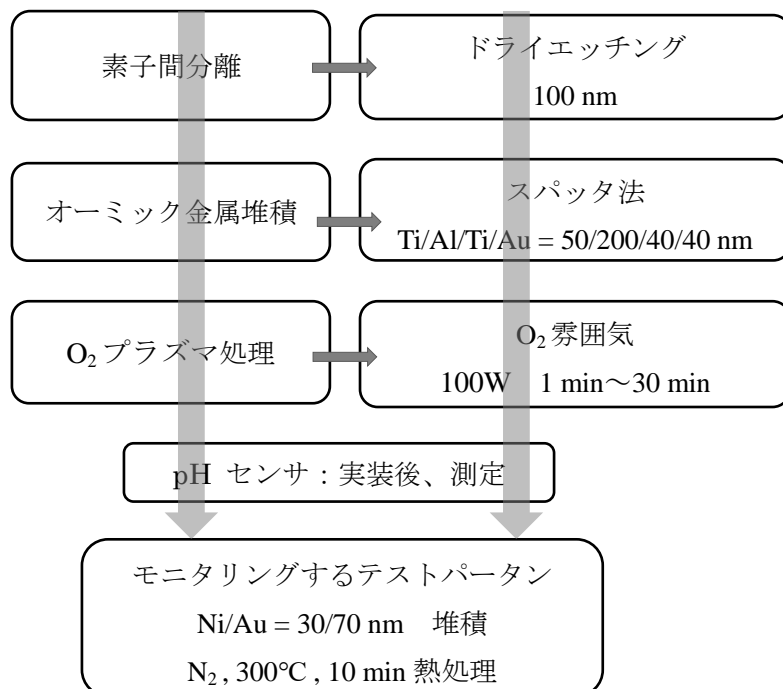 素子間分離
ドライエッチング
100 nm
オーミック金属堆積
スパッタ法
Ti/Al/Ti/Au = 50/200/40/40 nm
O₂プラズマ処理
O₂雰囲気
100W 1 min～30 min
pH センサ：実装後、測定
モニタリングするテストパータン
Ni/Au = 30/70 nm 堆積
N₂ , 300℃ , 10 min 熱処理